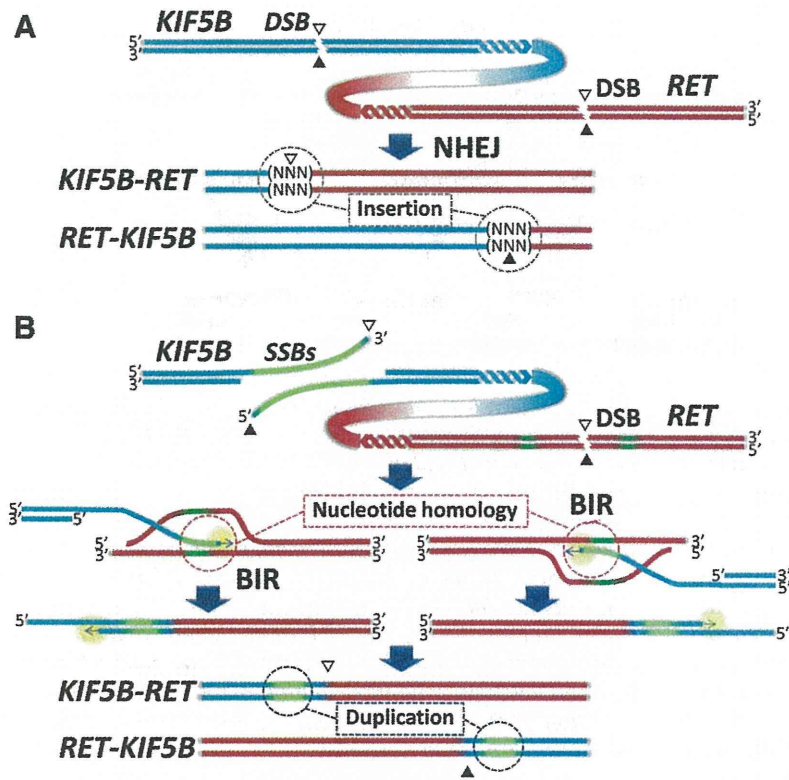 A
KIF5B DSB
5′
3′
DSB RET
3′
5′
NHEJ
KIF5B-RET
(NNN)
(NNN)
Insertion
RET-KIF5B
(NNN)
(NNN)
B
KIF5B SSBs
3′
5′
3′
5′
DSB RET
3′
5′
Nucleotide homology
BIR
5′
3′ 5′
3′
5′
3′
5′
BIR
5′
3′
3′
5′
5′
3′
5′
3′
5′
3′
5′
3′
3′
5′
KIF5B-RET
Duplication
RET-KIF5B